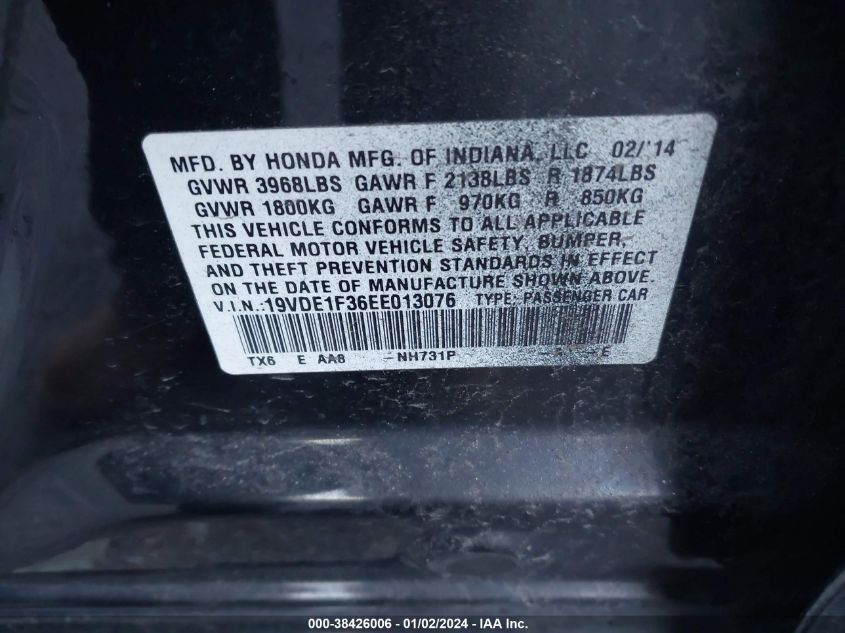 MFD. BY HONDA MFG. OF INDIANA, LLC 02/'14
GVWR 3968LBS GAWR F 2138LBS R 1874LBS
GVWR 1800KG GAWR F 970KG R 850KG
THIS VEHICLE CONFORMS TO ALL APPLICABLE
FEDERAL MOTOR VEHICLE SAFETY, BUMPER,
AND THEFT PREVENTION STANDARDS IN EFFECT
ON THE DATE OF MANUFACTURE SHOWN ABOVE.
V.I.N.:19VDE1F36EE013076 TYPE: PASSENGER CAR
TX6 E AA8 -NH731P - -E
000-38426006 - 01/02/2024 - IAA Inc.